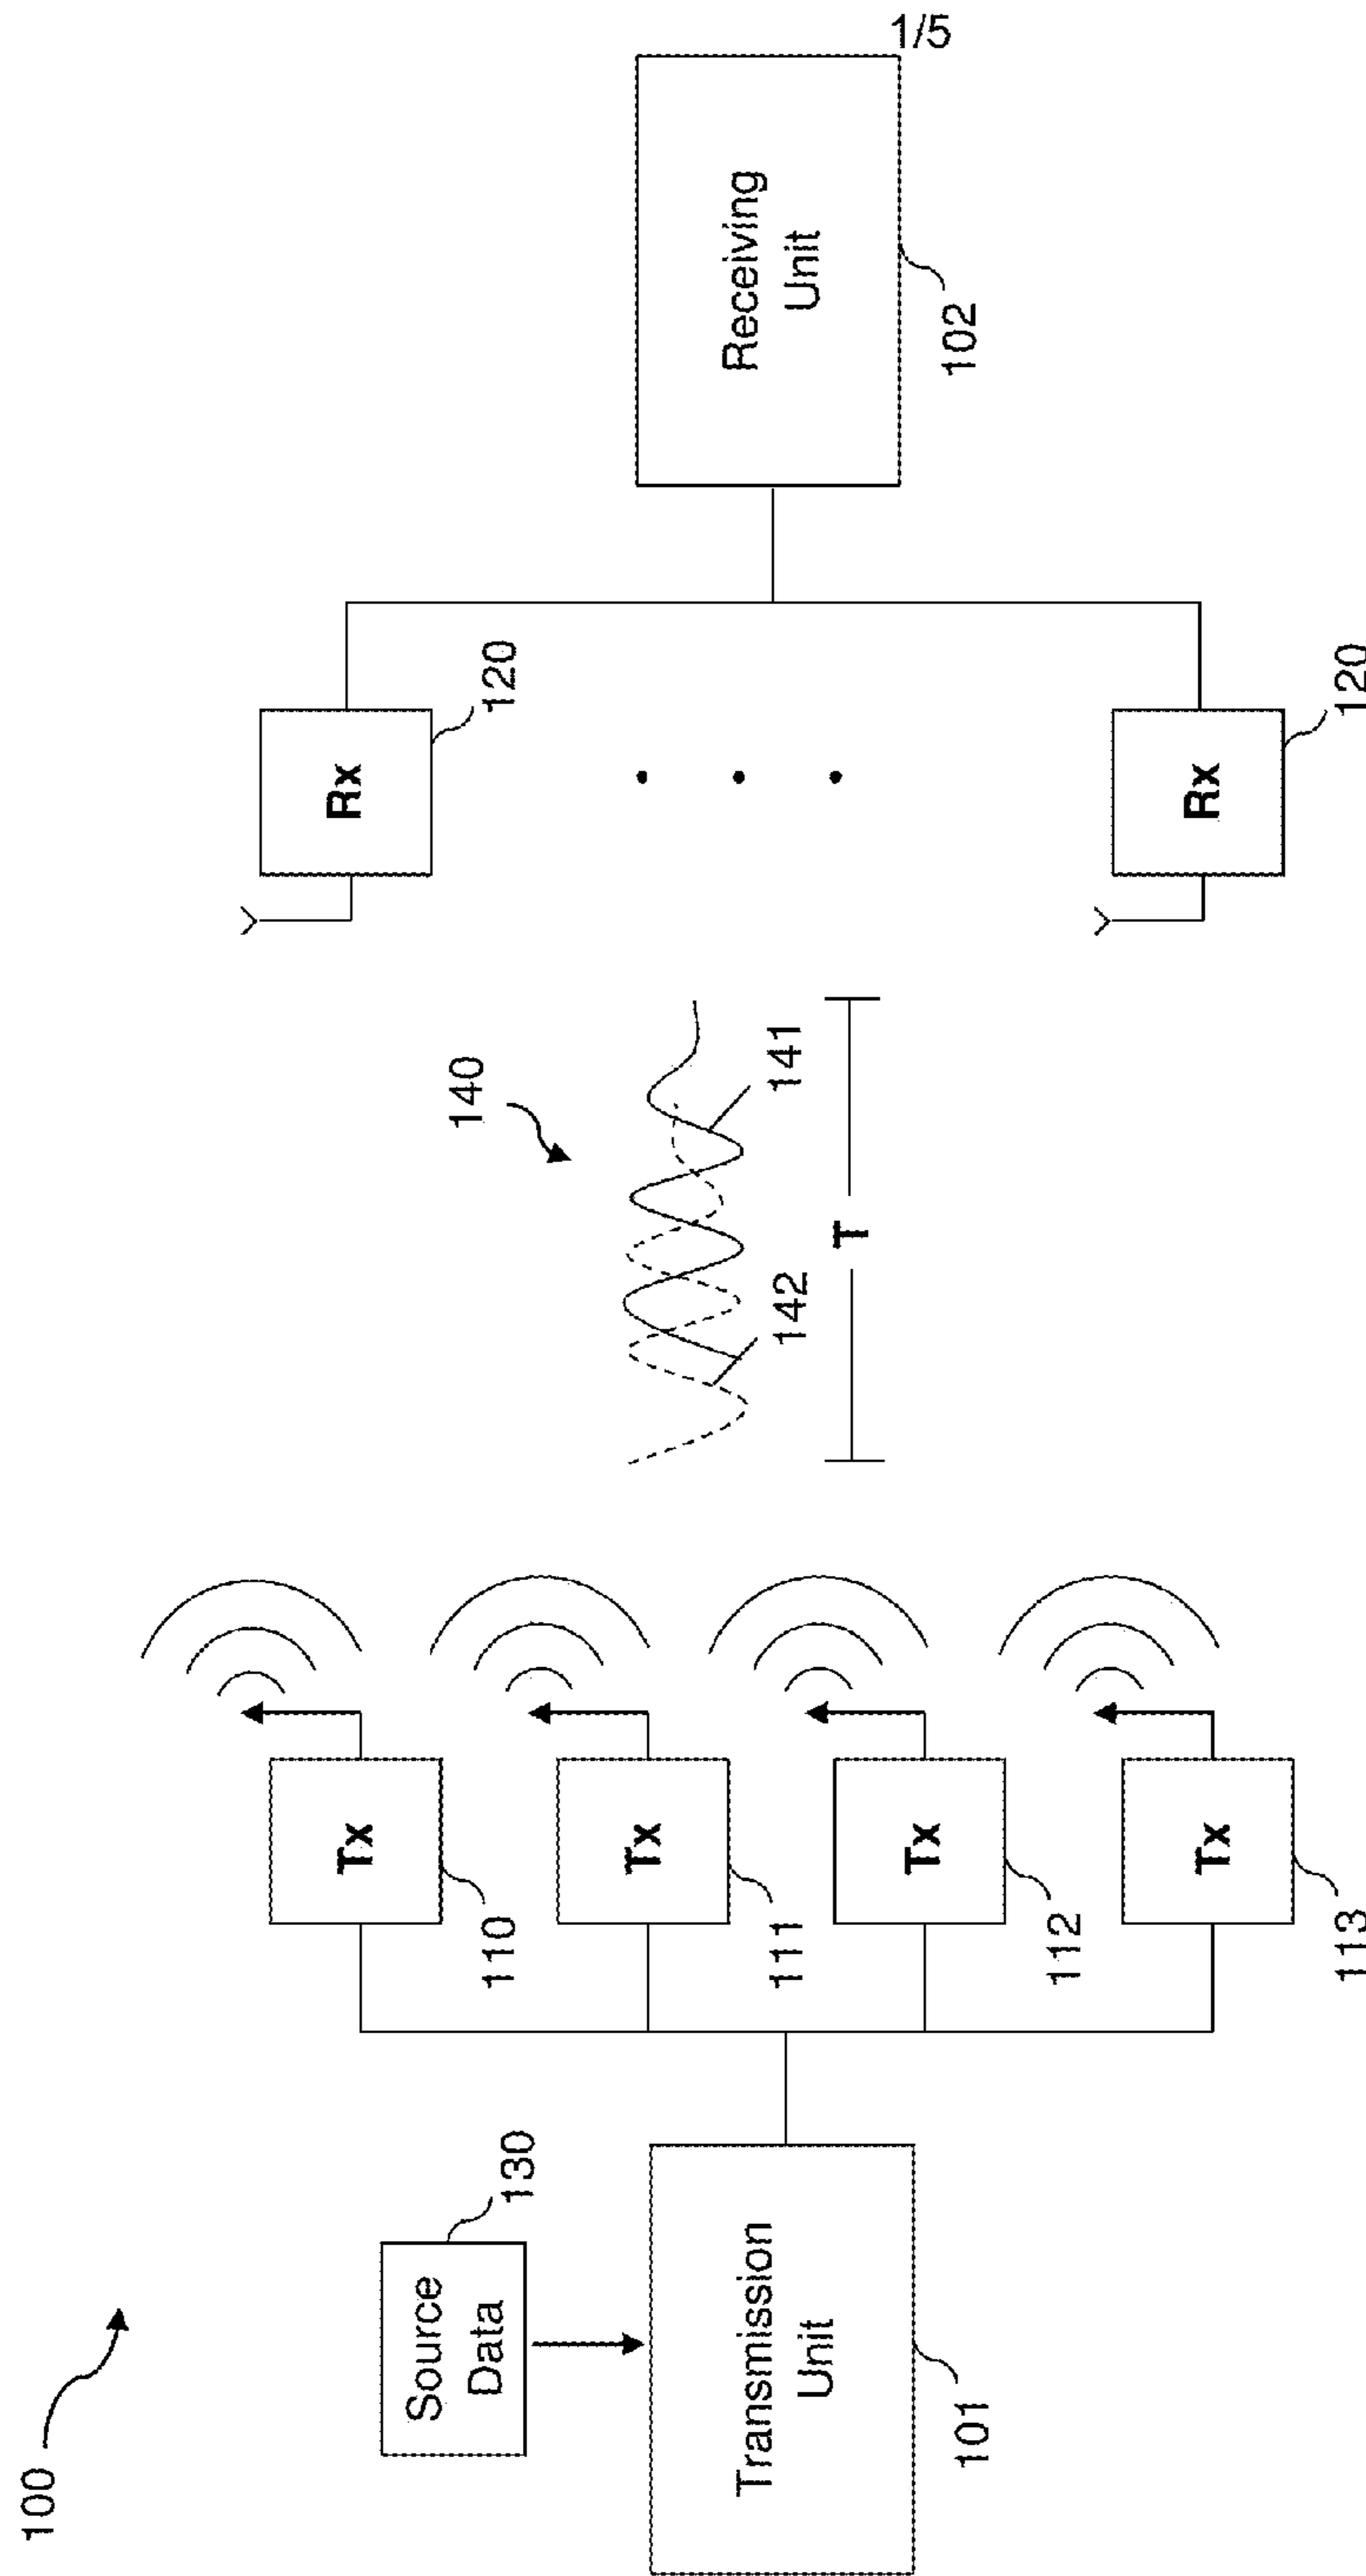 1/5
100
Source
Data
130
Transmission
Unit
101
Tx
110
Tx
111
Tx
112
Tx
113
140
141
142
T
Rx
120
Rx
120
Receiving
Unit
102